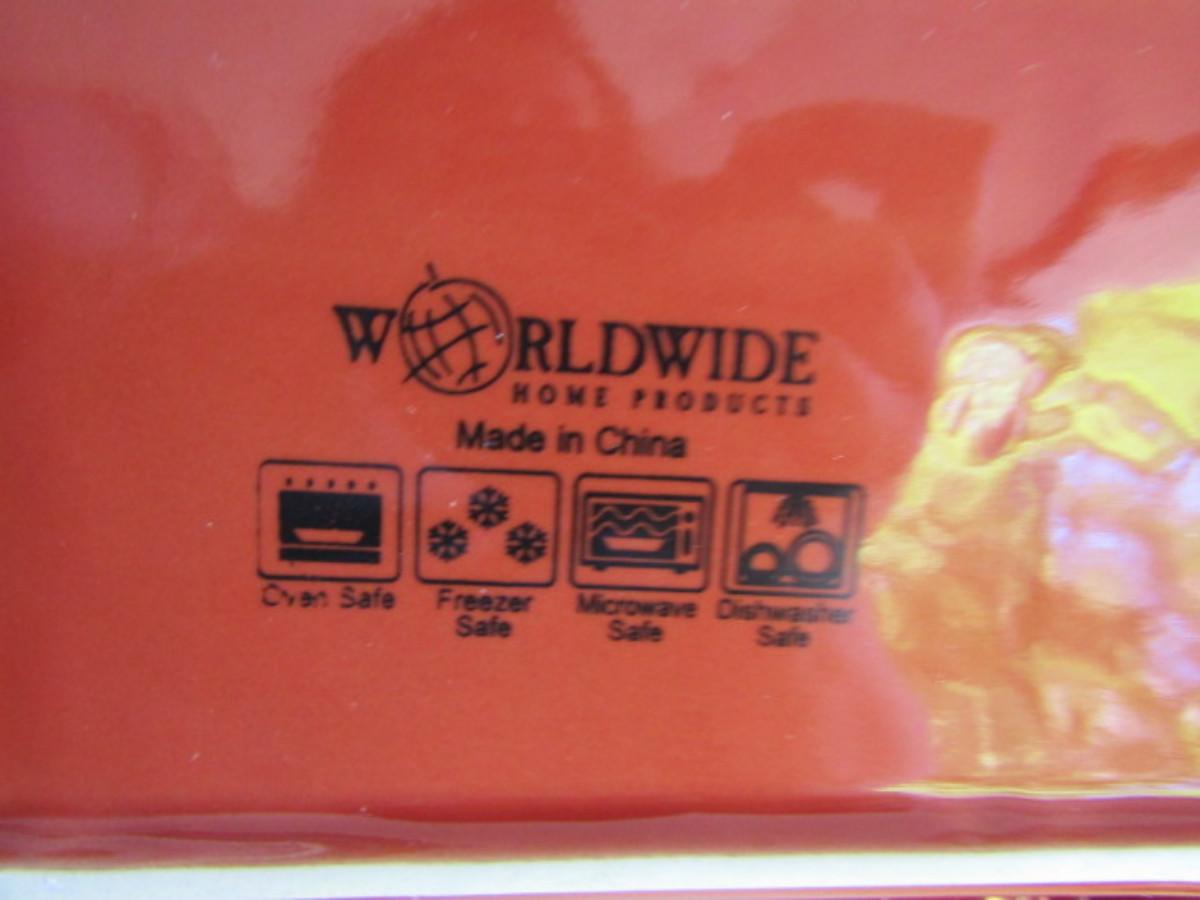 WORLDWIDE
HOME PRODUCTS
Made in China
Oven Safe
Freezer Safe
Microwave Safe
Dishwasher Safe